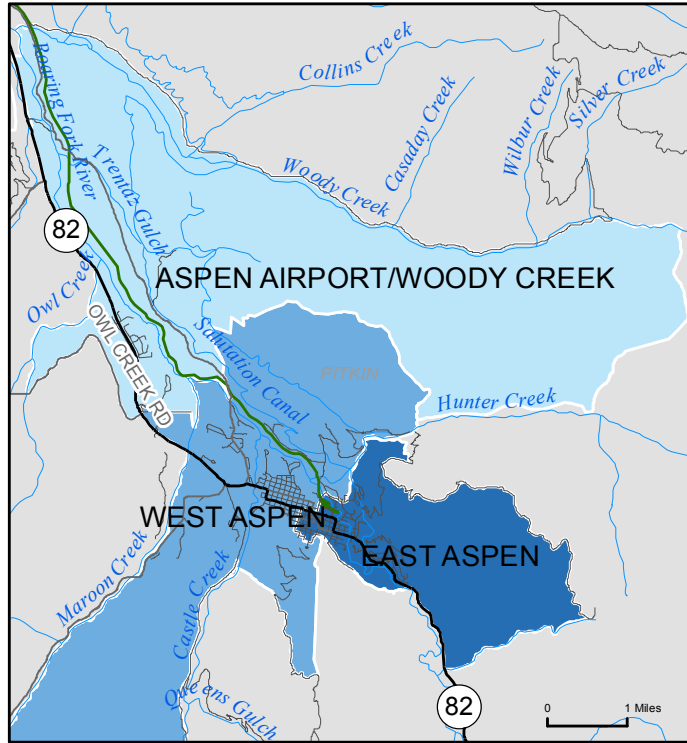 Roaring Fork River
Collins Creek
Silver Creek
Casaday Creek
Wilbur Creek
Trentaz Gulch
Woody Creek
82
Owl Creek
ASPEN AIRPORT/WOODY CREEK
OWL CREEK RD
Salutation Canal
PITKIN
Hunter Creek
WEST ASPEN
EAST ASPEN
Maroon Creek
Castle Creek
Queens Gulch
82
0 1 Miles